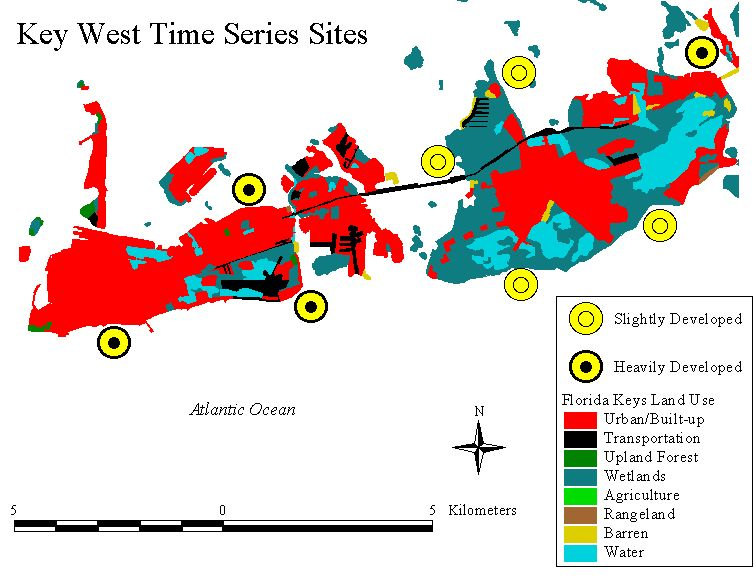 Key West Time Series Sites
Slightly Developed
Heavily Developed
Florida Keys Land Use
Urban/Built-up
Transportation
Upland Forest
Wetlands
Agriculture
Rangeland
Barren
Water
Atlantic Ocean
N
5 0 5 Kilometers